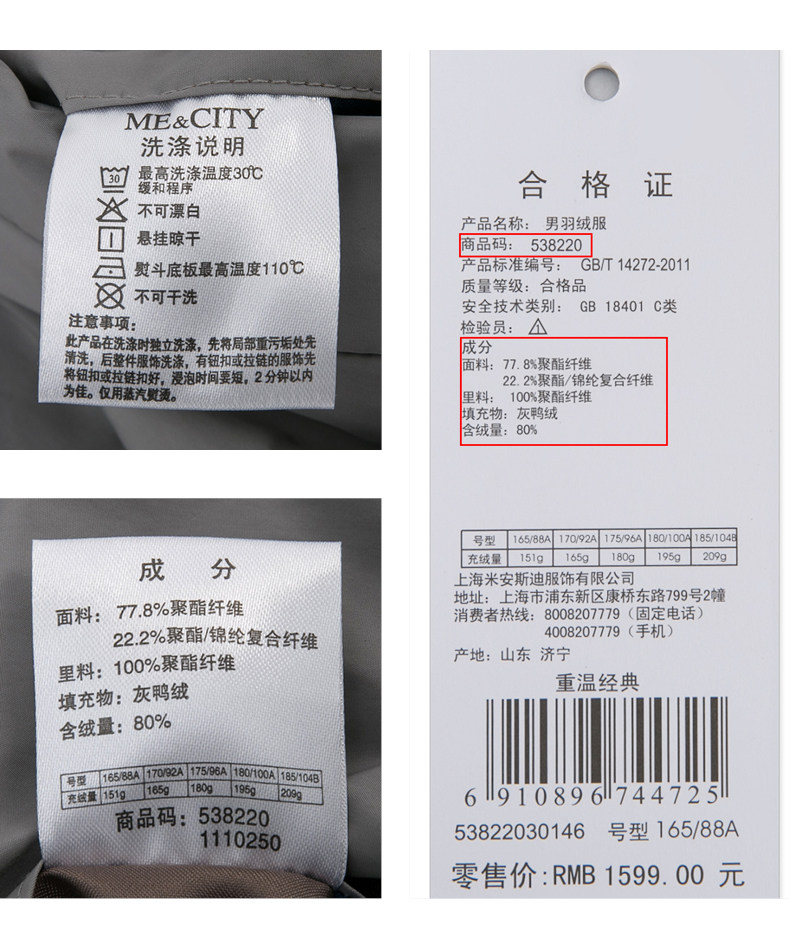 ME&CITY
洗涤说明
30
最高洗涤温度30℃
缓和程序
不可漂白
悬挂晾干
熨斗底板最高温度110℃
不可干洗
注意事项：
此产品在洗涤时独立洗涤，先将局部重污垢处先
清洗，后整件服饰洗涤，有钮扣或拉链的服饰先
将钮扣或拉链扣好，浸泡时间要短，2分钟以内
为佳。仅用蒸汽熨烫。
成 分
面料：77.8%聚酯纤维
22.2%聚酯/锦纶复合纤维
里料：100%聚酯纤维
填充物：灰鸭绒
含绒量：80%
号型 165/88A 170/92A 175/96A 180/100A 185/104B
充绒量 151g 165g 180g 195g 209g
商品码：538220
1110250
合格证
产品名称： 男羽绒服
商品码： 538220
产品标准编号： GB/T 14272-2011
质量等级：合格品
安全技术类别： GB 18401 C类
检验员： 1
成分
面料：77.8%聚酯纤维
22.2%聚酯/锦纶复合纤维
里料： 100%聚酯纤维
填充物：灰鸭绒
含绒量：80%
号型 165/88A 170/92A 175/96A 180/100A 185/104B
充绒量 151g 165g 180g 195g 209g
上海米安斯迪服饰有限公司
地址：上海市浦东新区康桥东路799号2幢
消费者热线：8008207779（固定电话）
4008207779（手机）
产地：山东 济宁
重温经典
6 910896 744725
53822030146 号型 165/88A
零售价:RMB 1599.00 元